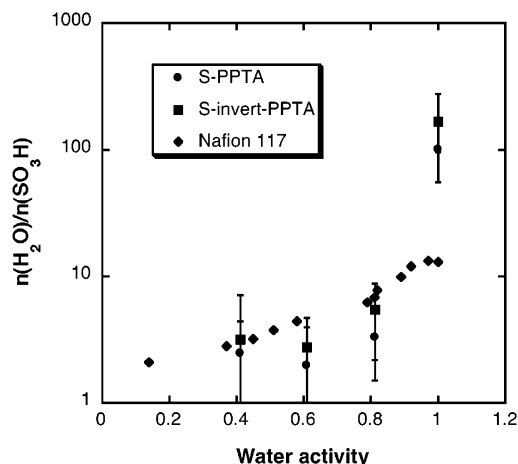 1000
S-PPTA
S-invert-PPTA
Nafion 117
100
n(H2O)/n(SO3H)
10
1
0 0.2 0.4 0.6 0.8 1 1.2
Water activity